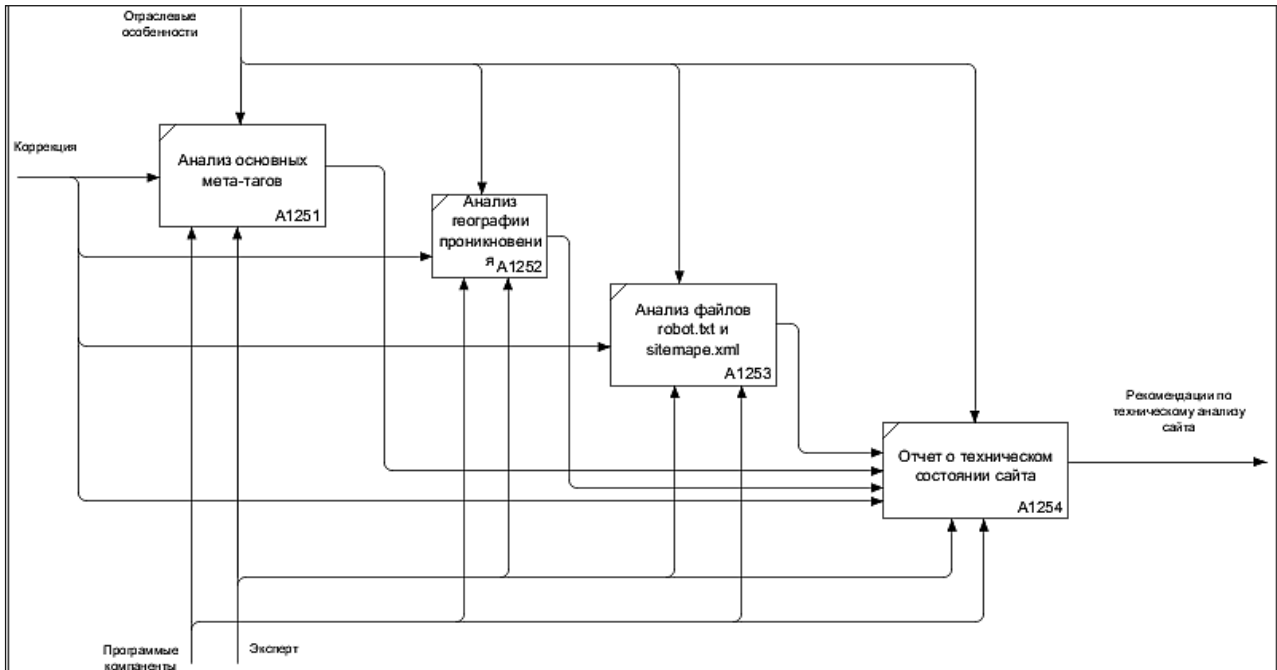 Отраслевые
особенности
Коррекция
Анализ основных
мета-тагов
A1251
Анализ
географии
проникновени
я A1252
Анализ файлов
robot.txt и
sitemape.xml
A1253
Рекомендации по
техническому анализу
сайта
Отчет о техническом
состоянии сайта
A1254
Программые
компаненты
Эксперт